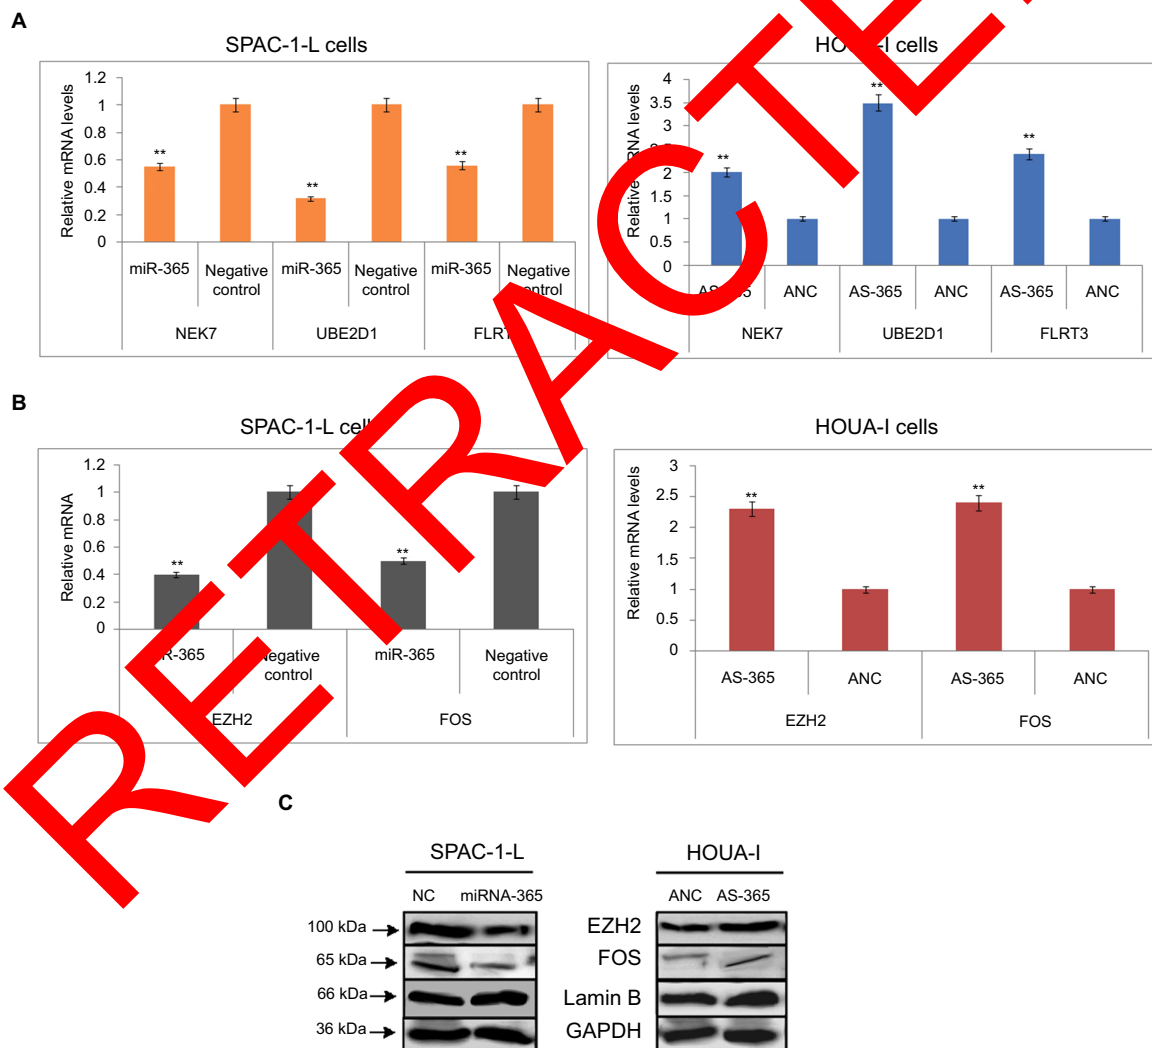 A
SPAC-1-L cells
Relative mRNA levels
1.2
1
0.8
0.6
0.4
0.2
0
**
**
**
miR-365
Negative control
miR-365
Negative control
miR-365
Negative
NEK7
UBE2D1
I cells
4
3.5
3
2
1.5
1
0.5
0
**
**
**
ANC
AS-365
ANC
AS-365
ANC
NEK7
UBE2D1
FLRT3
B
SPAC-1-L
Relative mRNA
1.2
1
0.8
0.6
0.4
0.2
0
**
**
R-365
control
miR-365
Negative control
EZH2
FOS
HOUA-I cells
Relative mRNA levels
3
2.5
2
1.5
1
0.5
0
**
**
AS-365
ANC
AS-365
ANC
EZH2
FOS
C
SPAC-1-L
HOUA-I
NC
miRNA-365
ANC
AS-365
100 kDa
EZH2
65 kDa
FOS
66 kDa
Lamin B
36 kDa
GAPDH
RETRACTE